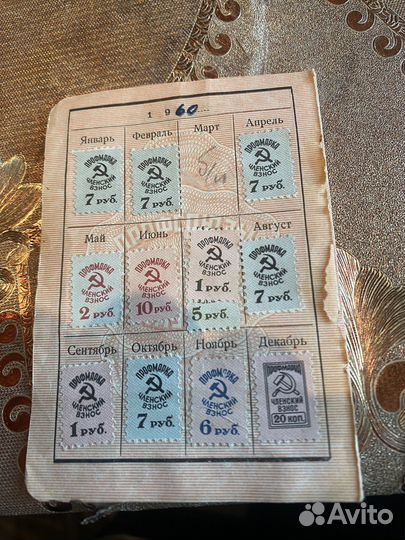 1960
Январь Февраль Март Апрель
ПРОФМАРКА
ЧЛЕНСКИЙ
ВЗНОС
7 руб.
ПРОФМАРКА
ЧЛЕНСКИЙ
ВЗНОС
7 руб.
ПРОФМАРКА
ЧЛЕНСКИЙ
ВЗНОС
7 руб.
Май Июнь Август
ПРОФМАРКА
ЧЛЕНСКИЙ
ВЗНОС
2 руб.
ПРОФМАРКА
ЧЛЕНСКИЙ
ВЗНОС
10 руб.
ПРОФМАРКА
ЧЛЕНСКИЙ
ВЗНОС
1 руб.
5 руб.
ПРОФМАРКА
ЧЛЕНСКИЙ
ВЗНОС
7 руб.
Сентябрь Октябрь Ноябрь Декабрь
ПРОФМАРКА
ЧЛЕНСКИЙ
ВЗНОС
1 руб.
ПРОФМАРКА
ЧЛЕНСКИЙ
ВЗНОС
7 руб.
ПРОФМАРКА
ЧЛЕНСКИЙ
ВЗНОС
6 руб.
ПРОФМАРКА
ЧЛЕНСКИЙ
ВЗНОС
20 КОП.
Avito